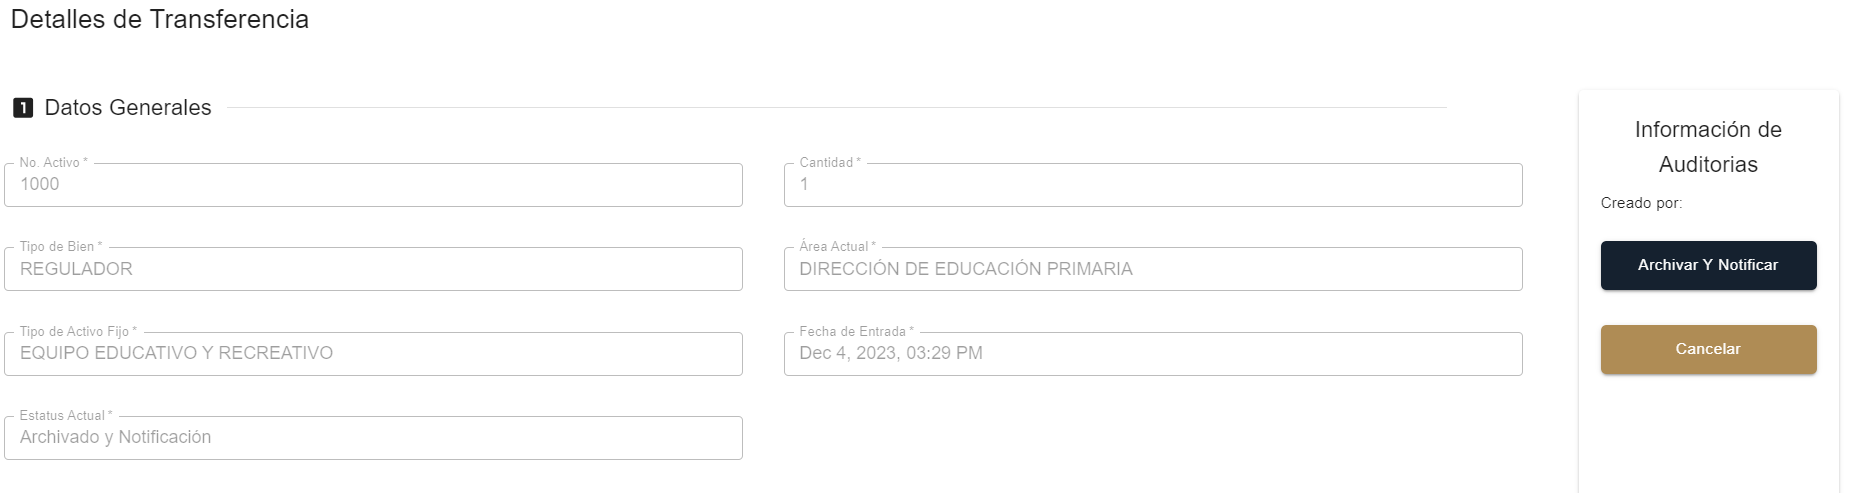 Detalles de Transferencia
1 Datos Generales
No. Activo *
1000
Cantidad *
1
Tipo de Bien *
REGULADOR
Área Actual *
DIRECCIÓN DE EDUCACIÓN PRIMARIA
Tipo de Activo Fijo *
EQUIPO EDUCATIVO Y RECREATIVO
Fecha de Entrada *
Dec 4, 2023, 03:29 PM
Estatus Actual *
Archivado y Notificación
Información de
Auditorias
Creado por:
Archivar Y Notificar
Cancelar